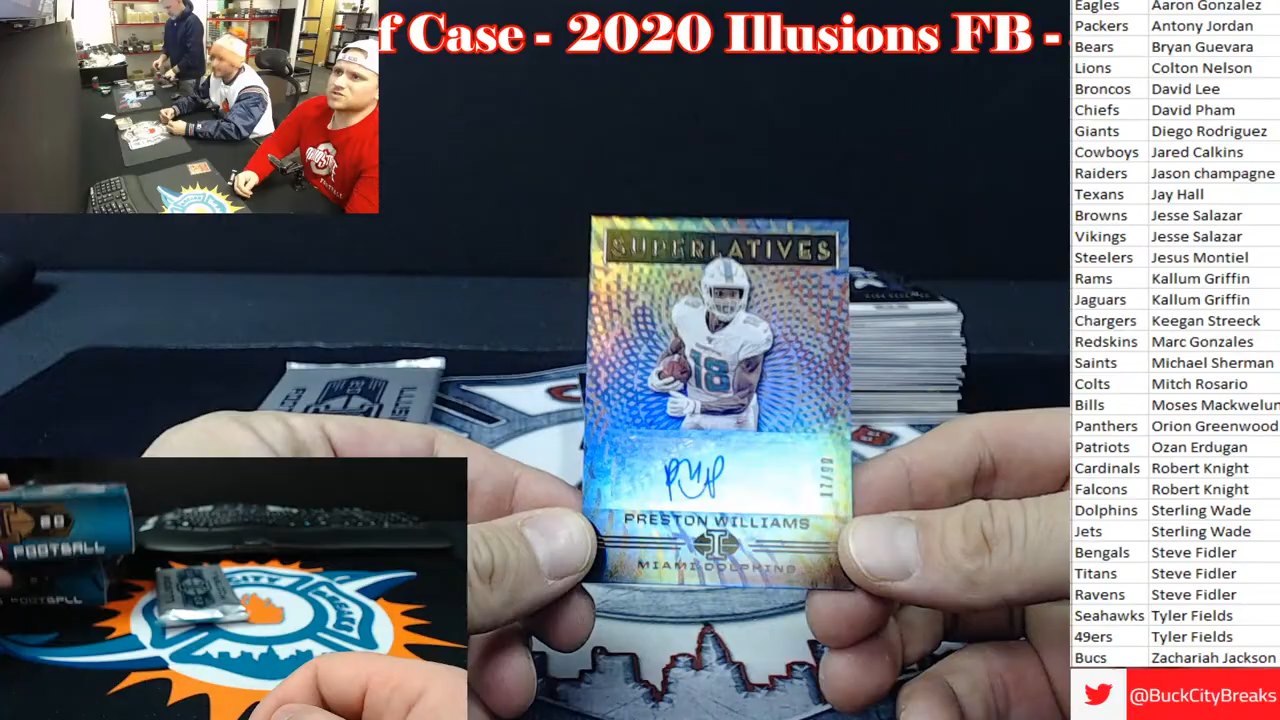 f Case - 2020 Illusions FB -
Eagles Aaron Gonzalez
Packers Antony Jordan
Bears Bryan Guevara
Lions Colton Nelson
Broncos David Lee
Chiefs David Pham
Giants Diego Rodriguez
Cowboys Jared Calkins
Raiders Jason champagne
Texans Jay Hall
Browns Jesse Salazar
Vikings Jesse Salazar
Steelers Jesus Montiel
Rams Kallum Griffin
Jaguars Kallum Griffin
Chargers Keegan Streeck
Redskins Marc Gonzales
Saints Michael Sherman
Colts Mitch Rosario
Bills Moses Mackwelun
Panthers Orion Greenwood
Patriots Ozan Erdugan
Cardinals Robert Knight
Falcons Robert Knight
Dolphins Sterling Wade
Jets Sterling Wade
Bengals Steve Fidler
Titans Steve Fidler
Ravens Steve Fidler
Seahawks Tyler Fields
49ers Tyler Fields
Bucs Zachariah Jackson
@BuckCityBreaks
SUPERLATIVES
18
17/99
PRESTON WILLIAMS
I
MIAMI DOLPHINS
FOOTBALL
FOOTBALL
CITY